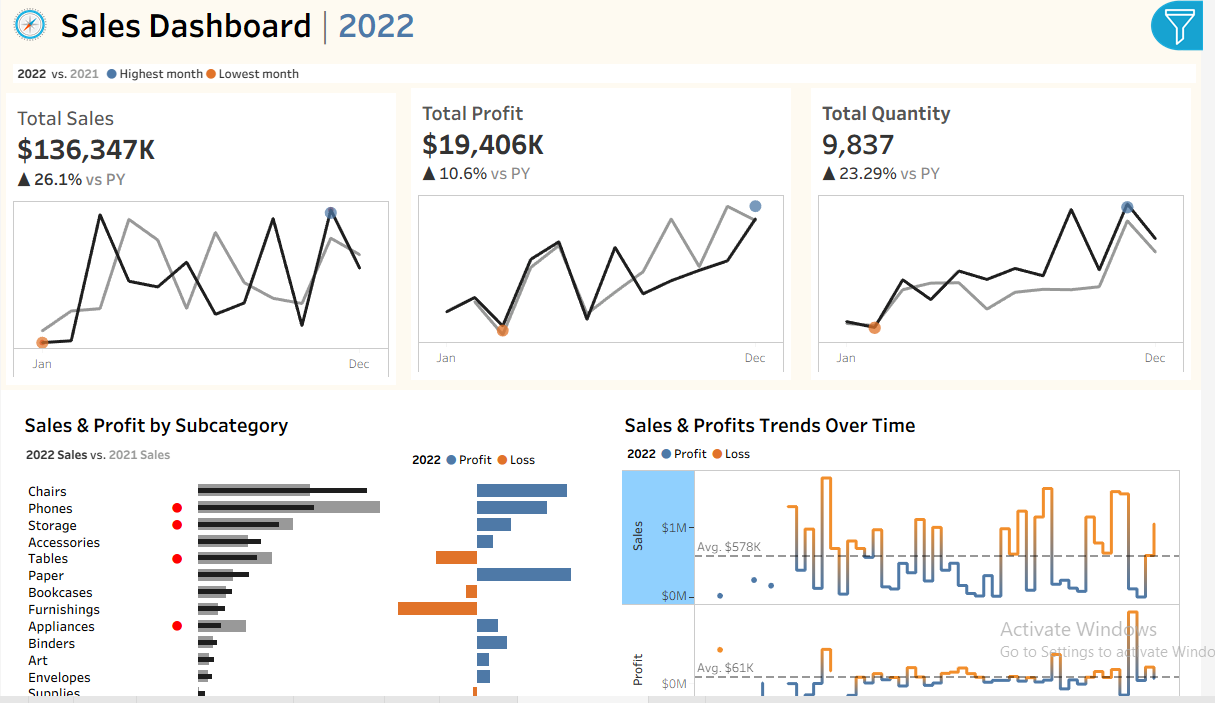 Sales Dashboard | 2022
2022 vs. 2021 Highest month Lowest month
Total Sales
$136,347K
▲ 26.1% vs PY
Jan Dec
Total Profit
$19,406K
▲ 10.6% vs PY
Jan Dec
Total Quantity
9,837
▲ 23.29% vs PY
Jan Dec
Sales & Profit by Subcategory
2022 Sales vs. 2021 Sales
2022 Profit Loss
Chairs
Phones
Storage
Accessories
Tables
Paper
Bookcases
Furnishings
Appliances
Binders
Art
Envelopes
Supplies
Sales & Profits Trends Over Time
2022 Profit Loss
Sales
$1M
Avg. $578K
$0M
Profit
Avg. $61K
$0M
Activate Windows
Go to Settings to activate Windo